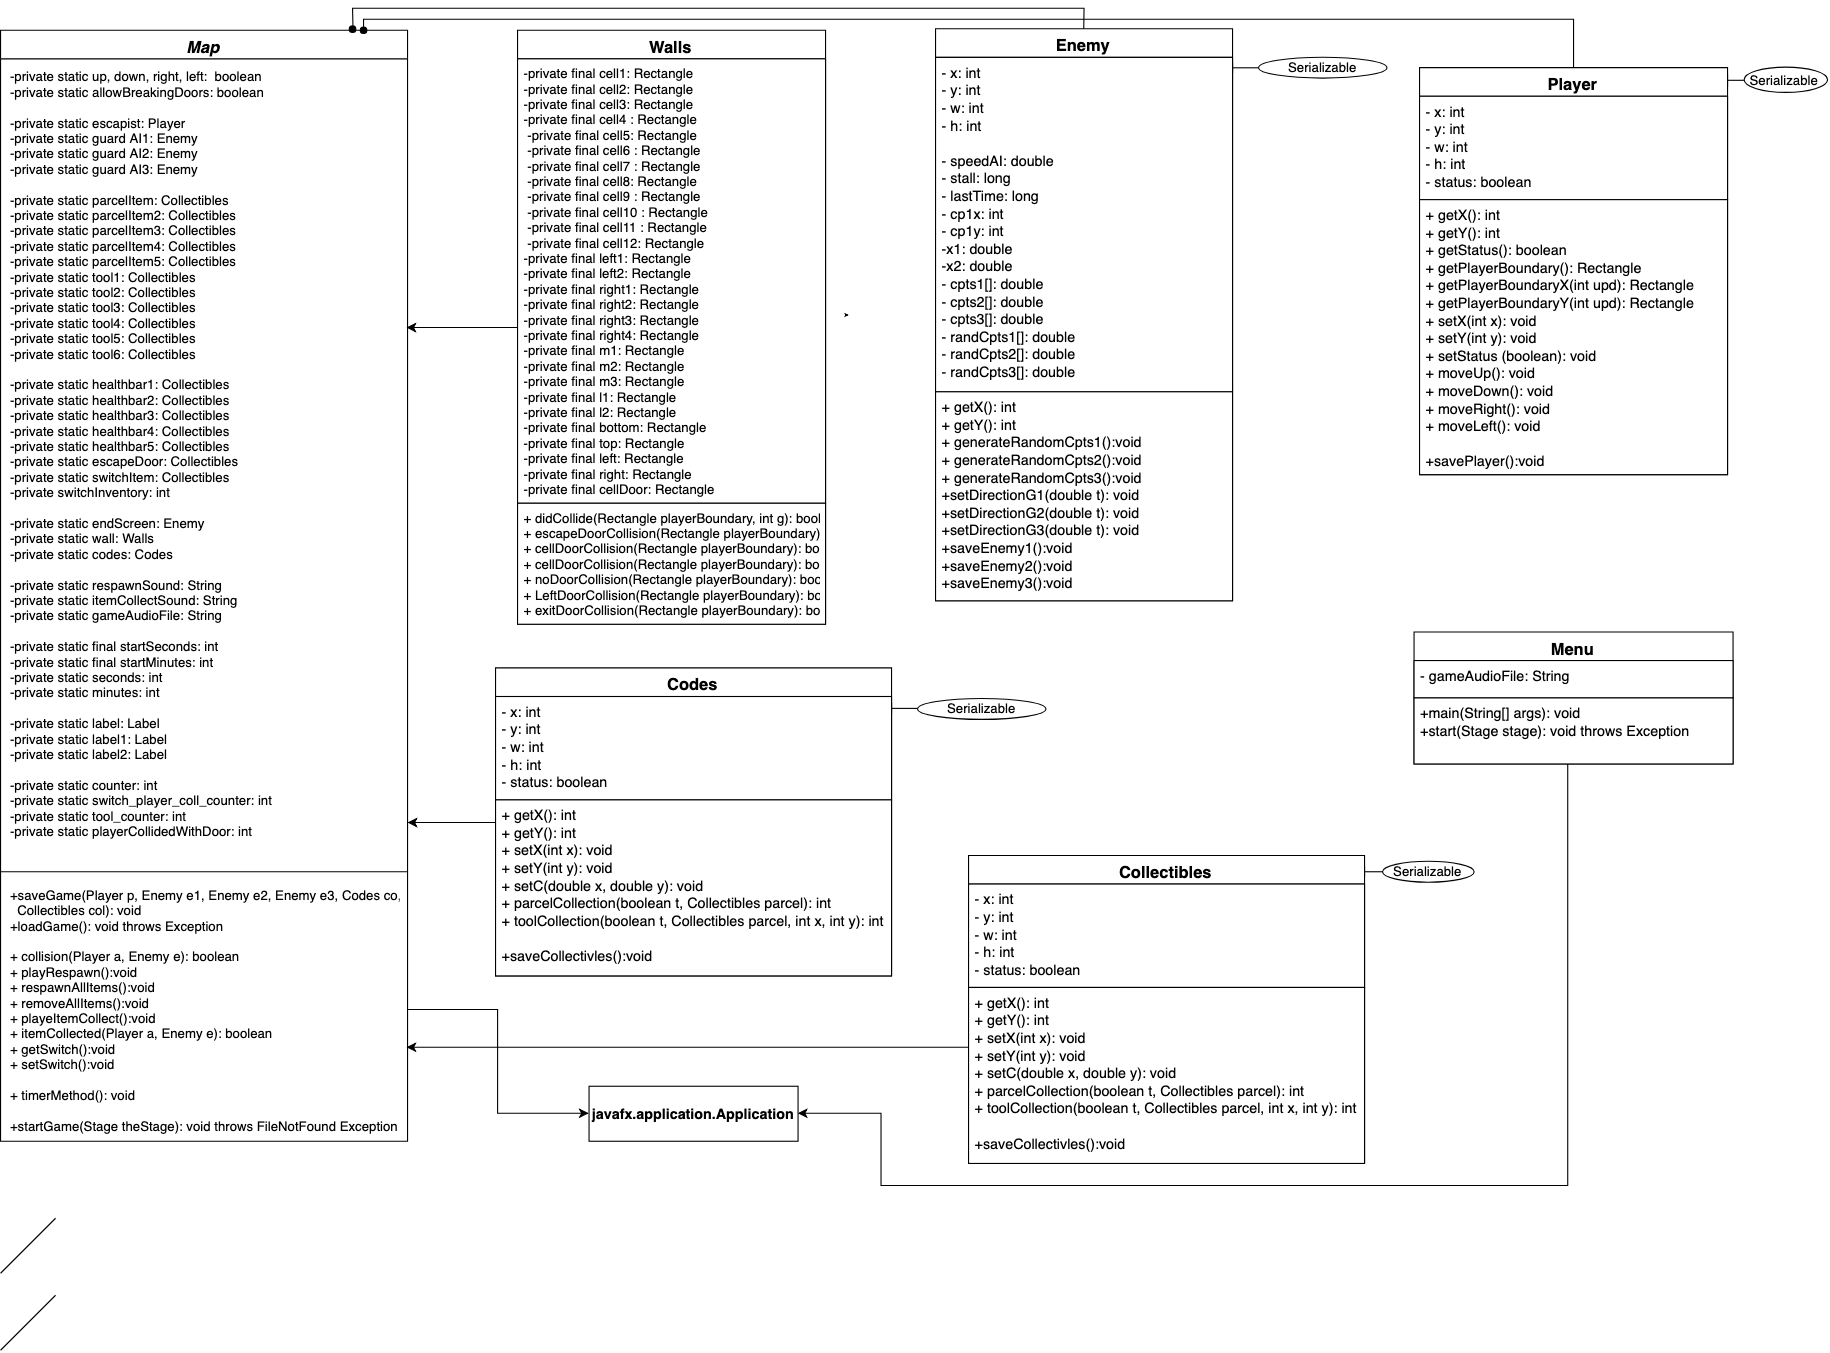 Map
-private static up, down, right, left:  boolean
-private static allowBreakingDoors: boolean
-private static escapist: Player
-private static guard AI1: Enemy
-private static guard AI2: Enemy
-private static guard AI3: Enemy
-private static parcelItem: Collectibles
-private static parcelItem2: Collectibles
-private static parcelItem3: Collectibles
-private static parcelItem4: Collectibles
-private static parcelItem5: Collectibles
-private static tool1: Collectibles
-private static tool2: Collectibles
-private static tool3: Collectibles
-private static tool4: Collectibles
-private static tool5: Collectibles
-private static tool6: Collectibles
-private static healthbar1: Collectibles
-private static healthbar2: Collectibles
-private static healthbar3: Collectibles
-private static healthbar4: Collectibles
-private static healthbar5: Collectibles
-private static escapeDoor: Collectibles
-private static switchItem: Collectibles
-private switchInventory: int
-private static endScreen: Enemy
-private static wall: Walls
-private static codes: Codes
-private static respawnSound: String
-private static itemCollectSound: String
-private static gameAudioFile: String
-private static final startSeconds: int
-private static final startMinutes: int
-private static seconds: int
-private static minutes: int
-private static label: Label
-private static label1: Label
-private static label2: Label
-private static counter: int
-private static switch_player_coll_counter: int
-private static tool_counter: int
-private static playerCollidedWithDoor: int
+saveGame(Player p, Enemy e1, Enemy e2, Enemy e3, Codes co,
Collectibles col): void
+loadGame(): void throws Exception
+ collision(Player a, Enemy e): boolean
+ playRespawn():void
+ respawnAllItems():void
+ removeAllItems():void
+ playeItemCollect():void
+ itemCollected(Player a, Enemy e): boolean
+ getSwitch():void
+ setSwitch():void
+ timerMethod(): void
+startGame(Stage theStage): void throws FileNotFound Exception
Walls
-private final cell1: Rectangle
-private final cell2: Rectangle
-private final cell3: Rectangle
-private final cell4 : Rectangle
-private final cell5: Rectangle
-private final cell6 : Rectangle
-private final cell7 : Rectangle
-private final cell8: Rectangle
-private final cell9 : Rectangle
-private final cell10 : Rectangle
-private final cell11 : Rectangle
-private final cell12: Rectangle
-private final left1: Rectangle
-private final left2: Rectangle
-private final right1: Rectangle
-private final right2: Rectangle
-private final right3: Rectangle
-private final right4: Rectangle
-private final m1: Rectangle
-private final m2: Rectangle
-private final m3: Rectangle
-private final l1: Rectangle
-private final l2: Rectangle
-private final bottom: Rectangle
-private final top: Rectangle
-private final left: Rectangle
-private final right: Rectangle
-private final cellDoor: Rectangle
+ didCollide(Rectangle playerBoundary, int g): bool
+ escapeDoorCollision(Rectangle playerBoundary)
+ cellDoorCollision(Rectangle playerBoundary): bo
+ cellDoorCollision(Rectangle playerBoundary): bo
+ noDoorCollision(Rectangle playerBoundary): boo
+ LeftDoorCollision(Rectangle playerBoundary): bo
+ exitDoorCollision(Rectangle playerBoundary): bo
Enemy
- x: int
- y: int
- w: int
- h: int
- speedAI: double
- stall: long
- lastTime: long
- cp1x: int
- cp1y: int
-x1: double
-x2: double
- cpts1[]: double
- cpts2[]: double
- cpts3[]: double
- randCpts1[]: double
- randCpts2[]: double
- randCpts3[]: double
+ getX(): int
+ getY(): int
+ generateRandomCpts1():void
+ generateRandomCpts2():void
+ generateRandomCpts3():void
+setDirectionG1(double t): void
+setDirectionG2(double t): void
+setDirectionG3(double t): void
+saveEnemy1():void
+saveEnemy2():void
+saveEnemy3():void
Serializable
Player
- x: int
- y: int
- w: int
- h: int
- status: boolean
+ getX(): int
+ getY(): int
+ getStatus(): boolean
+ getPlayerBoundary(): Rectangle
+ getPlayerBoundaryX(int upd): Rectangle
+ getPlayerBoundaryY(int upd): Rectangle
+ setX(int x): void
+ setY(int y): void
+ setStatus (boolean): void
+ moveUp(): void
+ moveDown(): void
+ moveRight(): void
+ moveLeft(): void
+savePlayer():void
Serializable
Codes
- x: int
- y: int
- w: int
- h: int
- status: boolean
+ getX(): int
+ getY(): int
+ setX(int x): void
+ setY(int y): void
+ setC(double x, double y): void
+ parcelCollection(boolean t, Collectibles parcel): int
+ toolCollection(boolean t, Collectibles parcel, int x, int y): int
+saveCollectivles():void
Serializable
Menu
- gameAudioFile: String
+main(String[] args): void
+start(Stage stage): void throws Exception
Collectibles
- x: int
- y: int
- w: int
- h: int
- status: boolean
+ getX(): int
+ getY(): int
+ setX(int x): void
+ setY(int y): void
+ setC(double x, double y): void
+ parcelCollection(boolean t, Collectibles parcel): int
+ toolCollection(boolean t, Collectibles parcel, int x, int y): int
+saveCollectivles():void
Serializable
javafx.application.Application